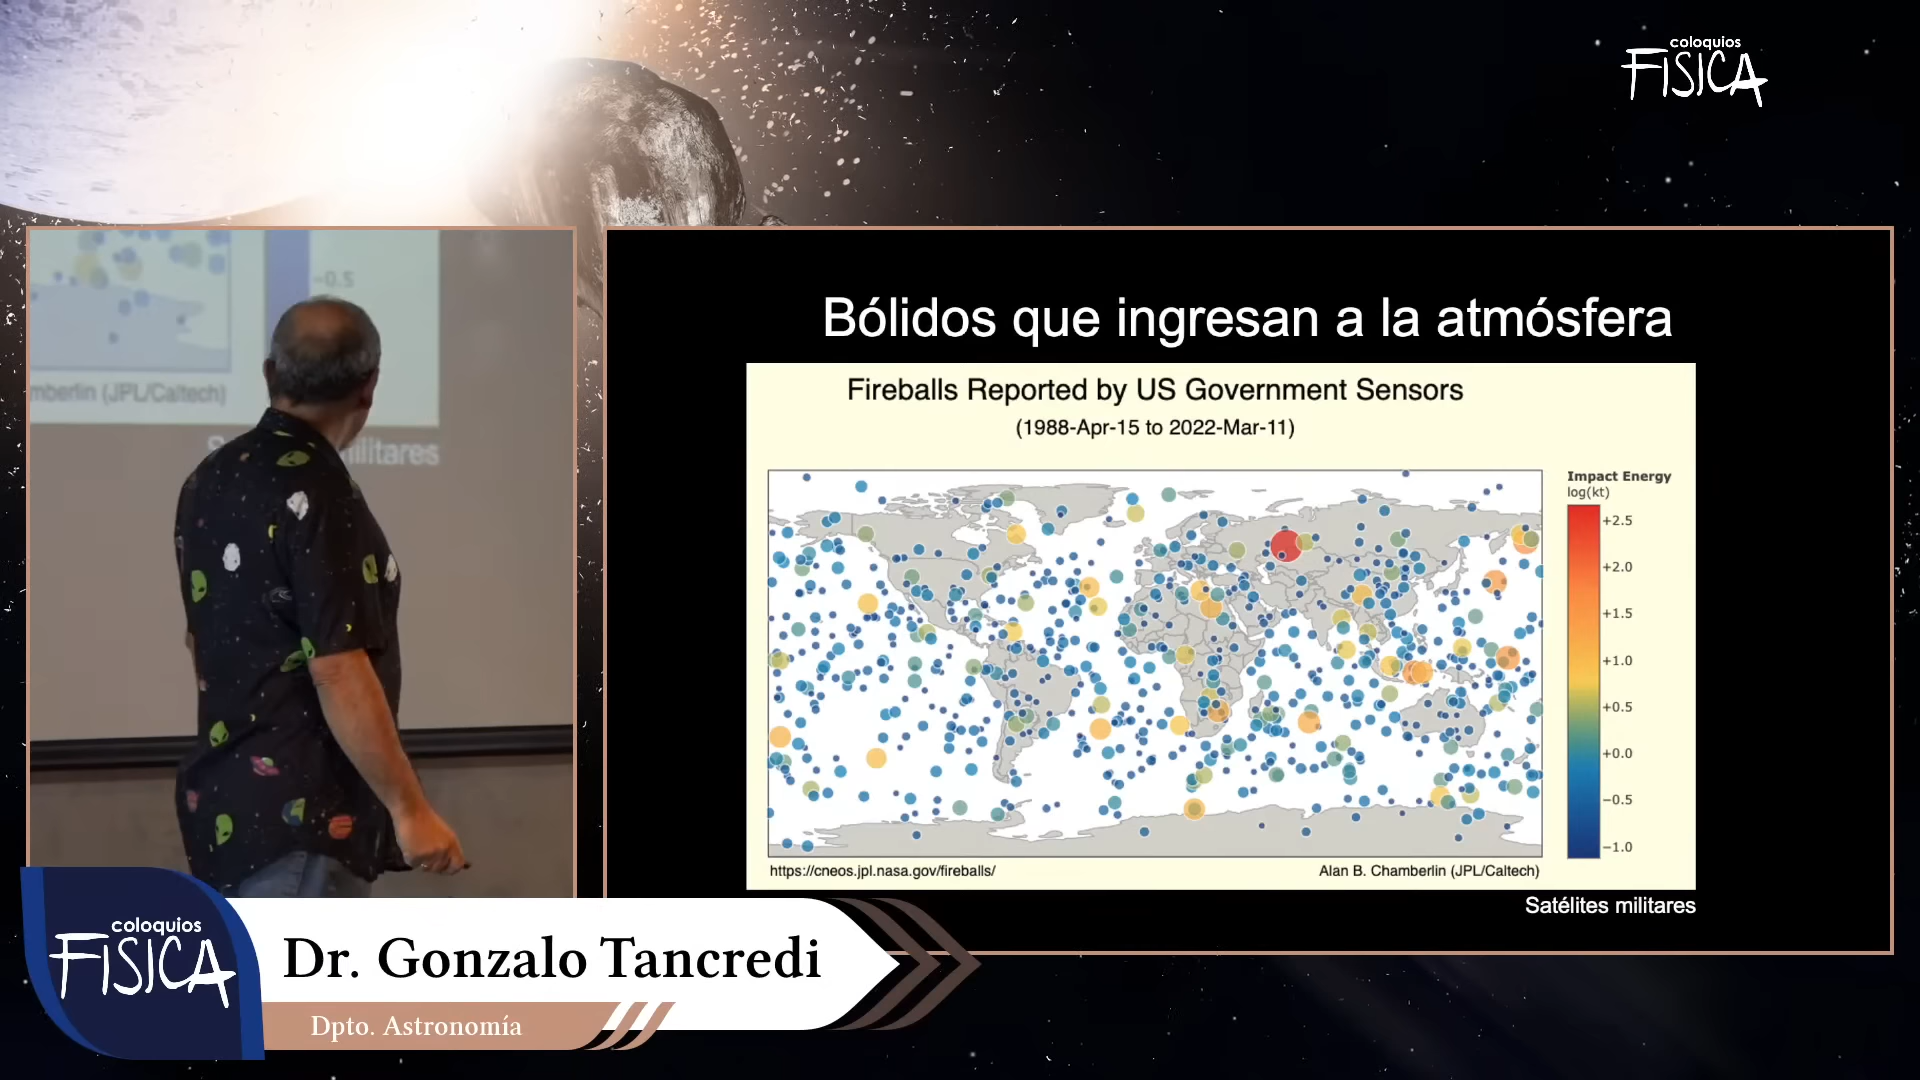 coloquios
FISICA
-0.5
mberlin (JPL/Caltech)
militares
Bólidos que ingresan a la atmósfera
Fireballs Reported by US Government Sensors
(1988-Apr-15 to 2022-Mar-11)
Impact Energy
log(kt)
+2.5
+2.0
+1.5
+1.0
+0.5
+0.0
-0.5
-1.0
https://cneos.jpl.nasa.gov/fireballs/
Alan B. Chamberlin (JPL/Caltech)
Satélites militares
coloquios
FISICA
Dr. Gonzalo Tancredi
Dpto. Astronomía